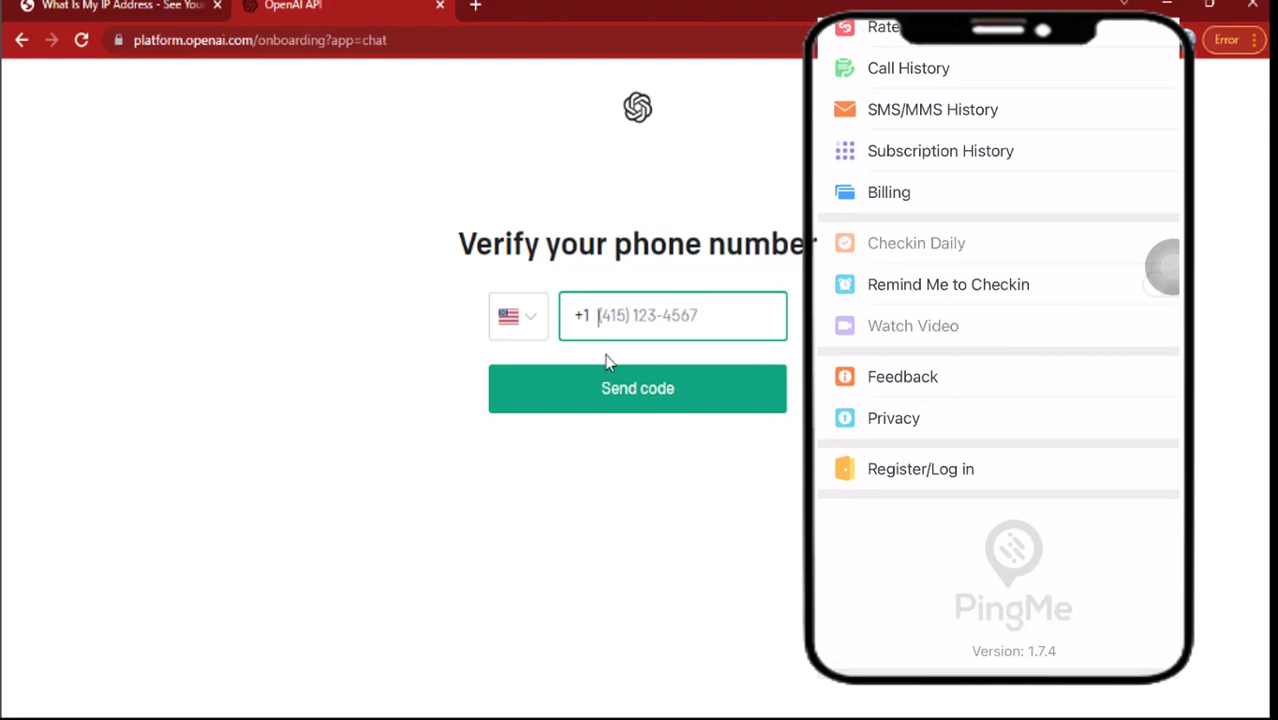 What Is My IP Address - See You
OpenAI API
platform.openai.com/onboarding?app=chat
Error
Verify your phone number
+1 (415) 123-4567
Send code
Rate
Call History
SMS/MMS History
Subscription History
Billing
Checkin Daily
Remind Me to Checkin
Watch Video
Feedback
Privacy
Register/Log in
PingMe
Version: 1.7.4